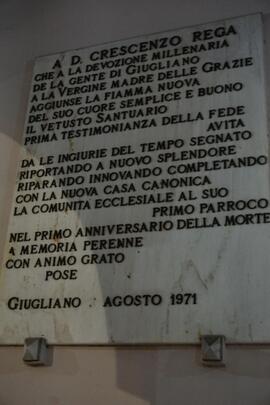 A D. CRESCENZO REGA
CHE A LA DEVOZIONE MILLENARIA
DE LA GENTE DI GIUGLIANO
A LA VERGINE MADRE DELLE GRAZIE
AGGIUNSE LA FIAMMA NUOVA
DEL SUO CUORE SEMPLICE E BUONO
IL VETUSTO SANTUARIO
PRIMA TESTIMONIANZA DELLA FEDE
AVITA
DA LE INGIURIE DEL TEMPO SEGNATO
RIPORTANDO A NUOVO SPLENDORE
RIPARANDO INNOVANDO COMPLETANDO
CON LA NUOVA CASA CANONICA
LA COMUNITA ECCLESIALE AL SUO
PRIMO PARROCO
NEL PRIMO ANNIVERSARIO DELLA MORTE
A MEMORIA PERENNE
CON ANIMO GRATO
POSE
GIUGLIANO AGOSTO 1971